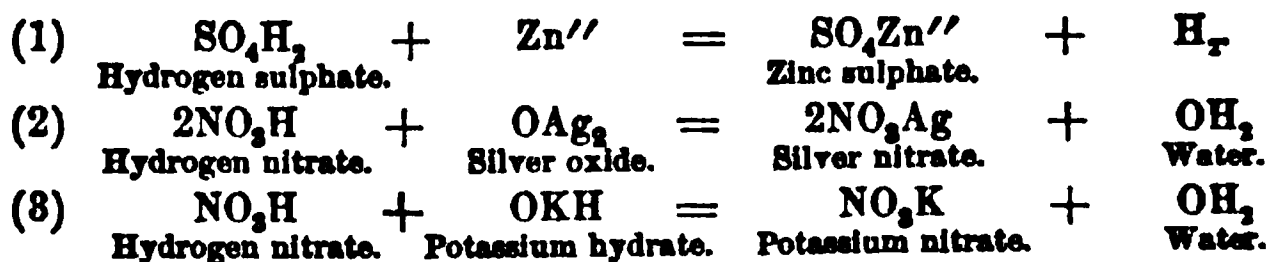 (1) SO₄H₂ + Zn″ = SO₄Zn″ + H₂
Hydrogen sulphate. Zinc sulphate.
(2) 2NO₃H + OAg₂ = 2NO₃Ag + OH₂
Hydrogen nitrate. Silver oxide. Silver nitrate. Water.
(3) NO₃H + OKH = NO₃K + OH₂
Hydrogen nitrate. Potassium hydrate. Potassium nitrate. Water.